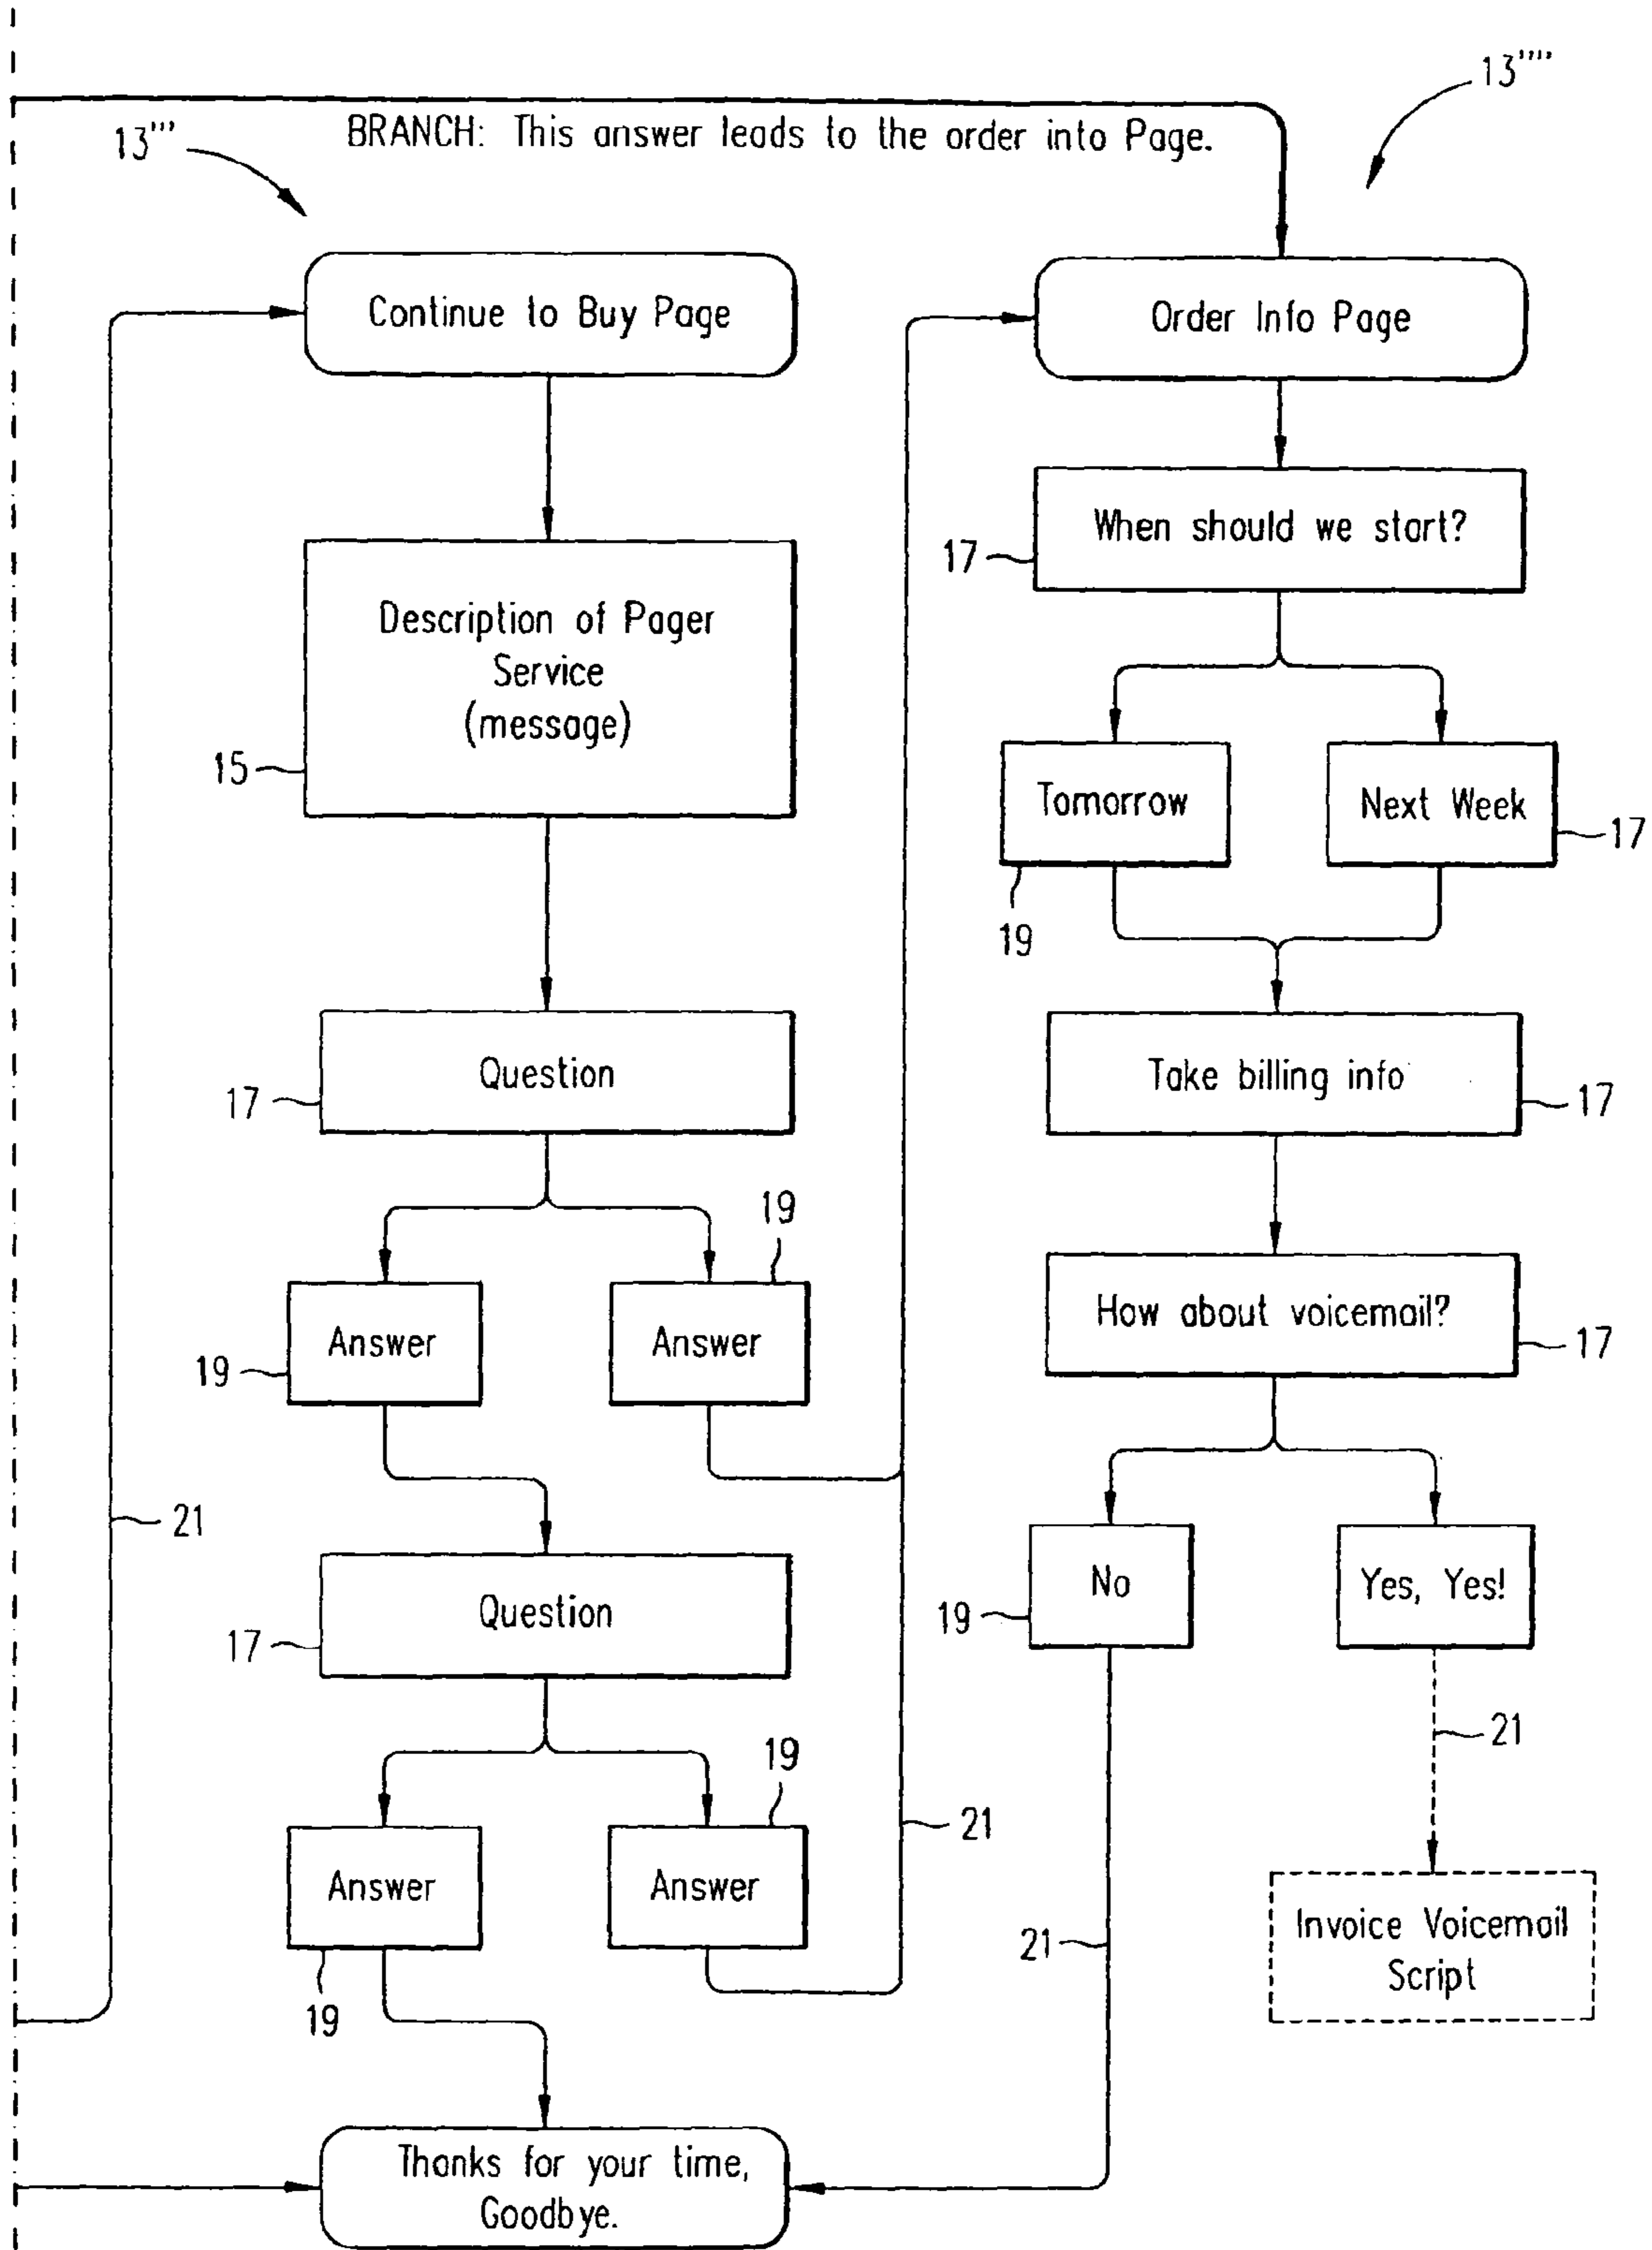 13''''
BRANCH: This answer leads to the order into Page.
13'''
Continue to Buy Page
Order Info Page
When should we start?
17
Description of Pager
Service
(message)
15
Tomorrow
Next Week
17
19
Question
17
Take billing info
17
19
How about voicemail?
17
Answer
Answer
19
21
No
Yes, Yes!
19
Question
17
21
19
21
Answer
Answer
19
Invoice Voicemail
Script
21
Thanks for your time,
Goodbye.